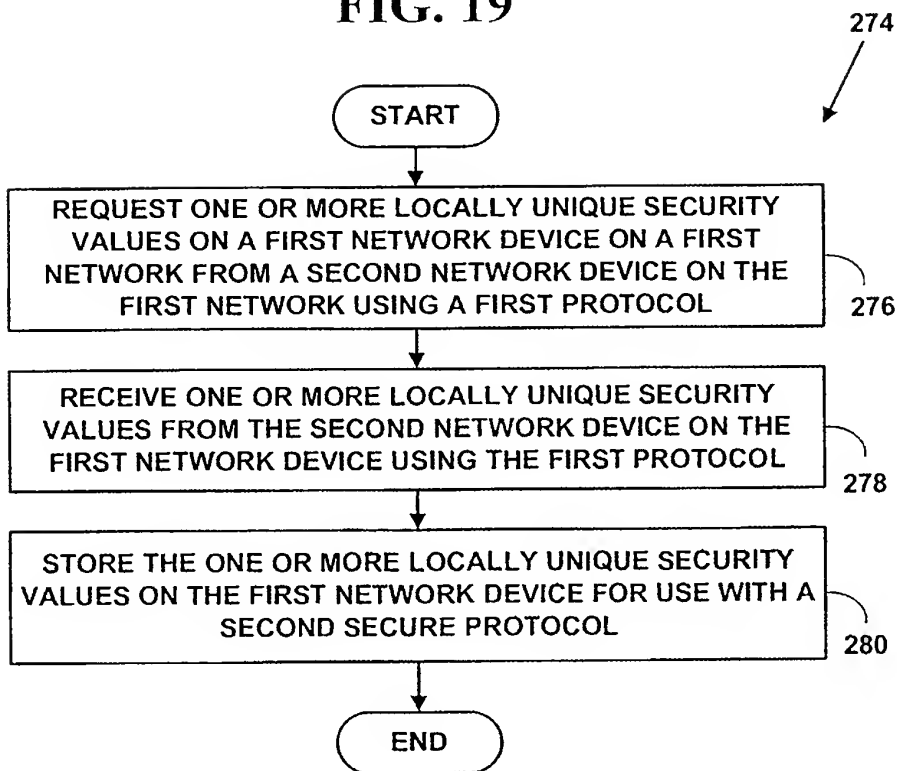 FIG. 19
274
START
REQUEST ONE OR MORE LOCALLY UNIQUE SECURITY
VALUES ON A FIRST NETWORK DEVICE ON A FIRST
NETWORK FROM A SECOND NETWORK DEVICE ON THE
FIRST NETWORK USING A FIRST PROTOCOL
276
RECEIVE ONE OR MORE LOCALLY UNIQUE SECURITY
VALUES FROM THE SECOND NETWORK DEVICE ON THE
FIRST NETWORK DEVICE USING THE FIRST PROTOCOL
278
STORE THE ONE OR MORE LOCALLY UNIQUE SECURITY
VALUES ON THE FIRST NETWORK DEVICE FOR USE WITH A
SECOND SECURE PROTOCOL
280
END